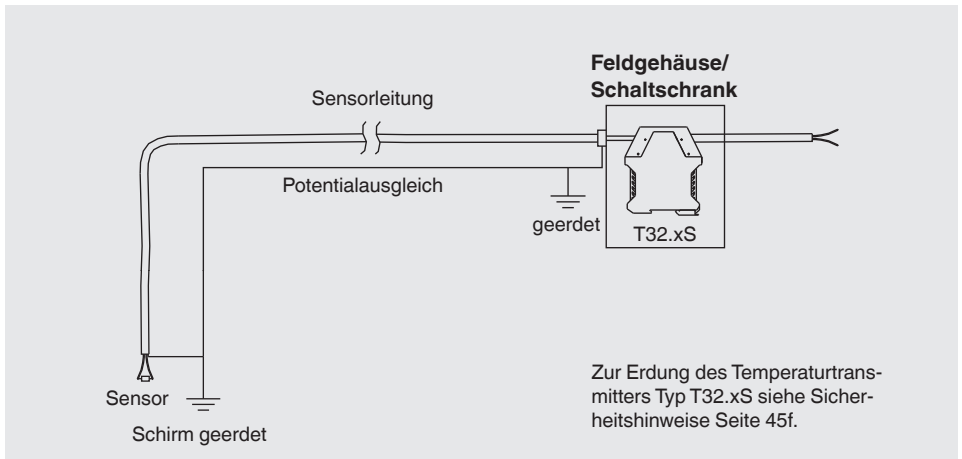 Feldgehäuse/
Schaltschrank
Sensorleitung
Potentialausgleich
geerdet
T32.xS
Sensor
Schirm geerdet
Zur Erdung des Temperaturtrans-
mitters Typ T32.xS siehe Sicher-
heitshinweise Seite 45f.